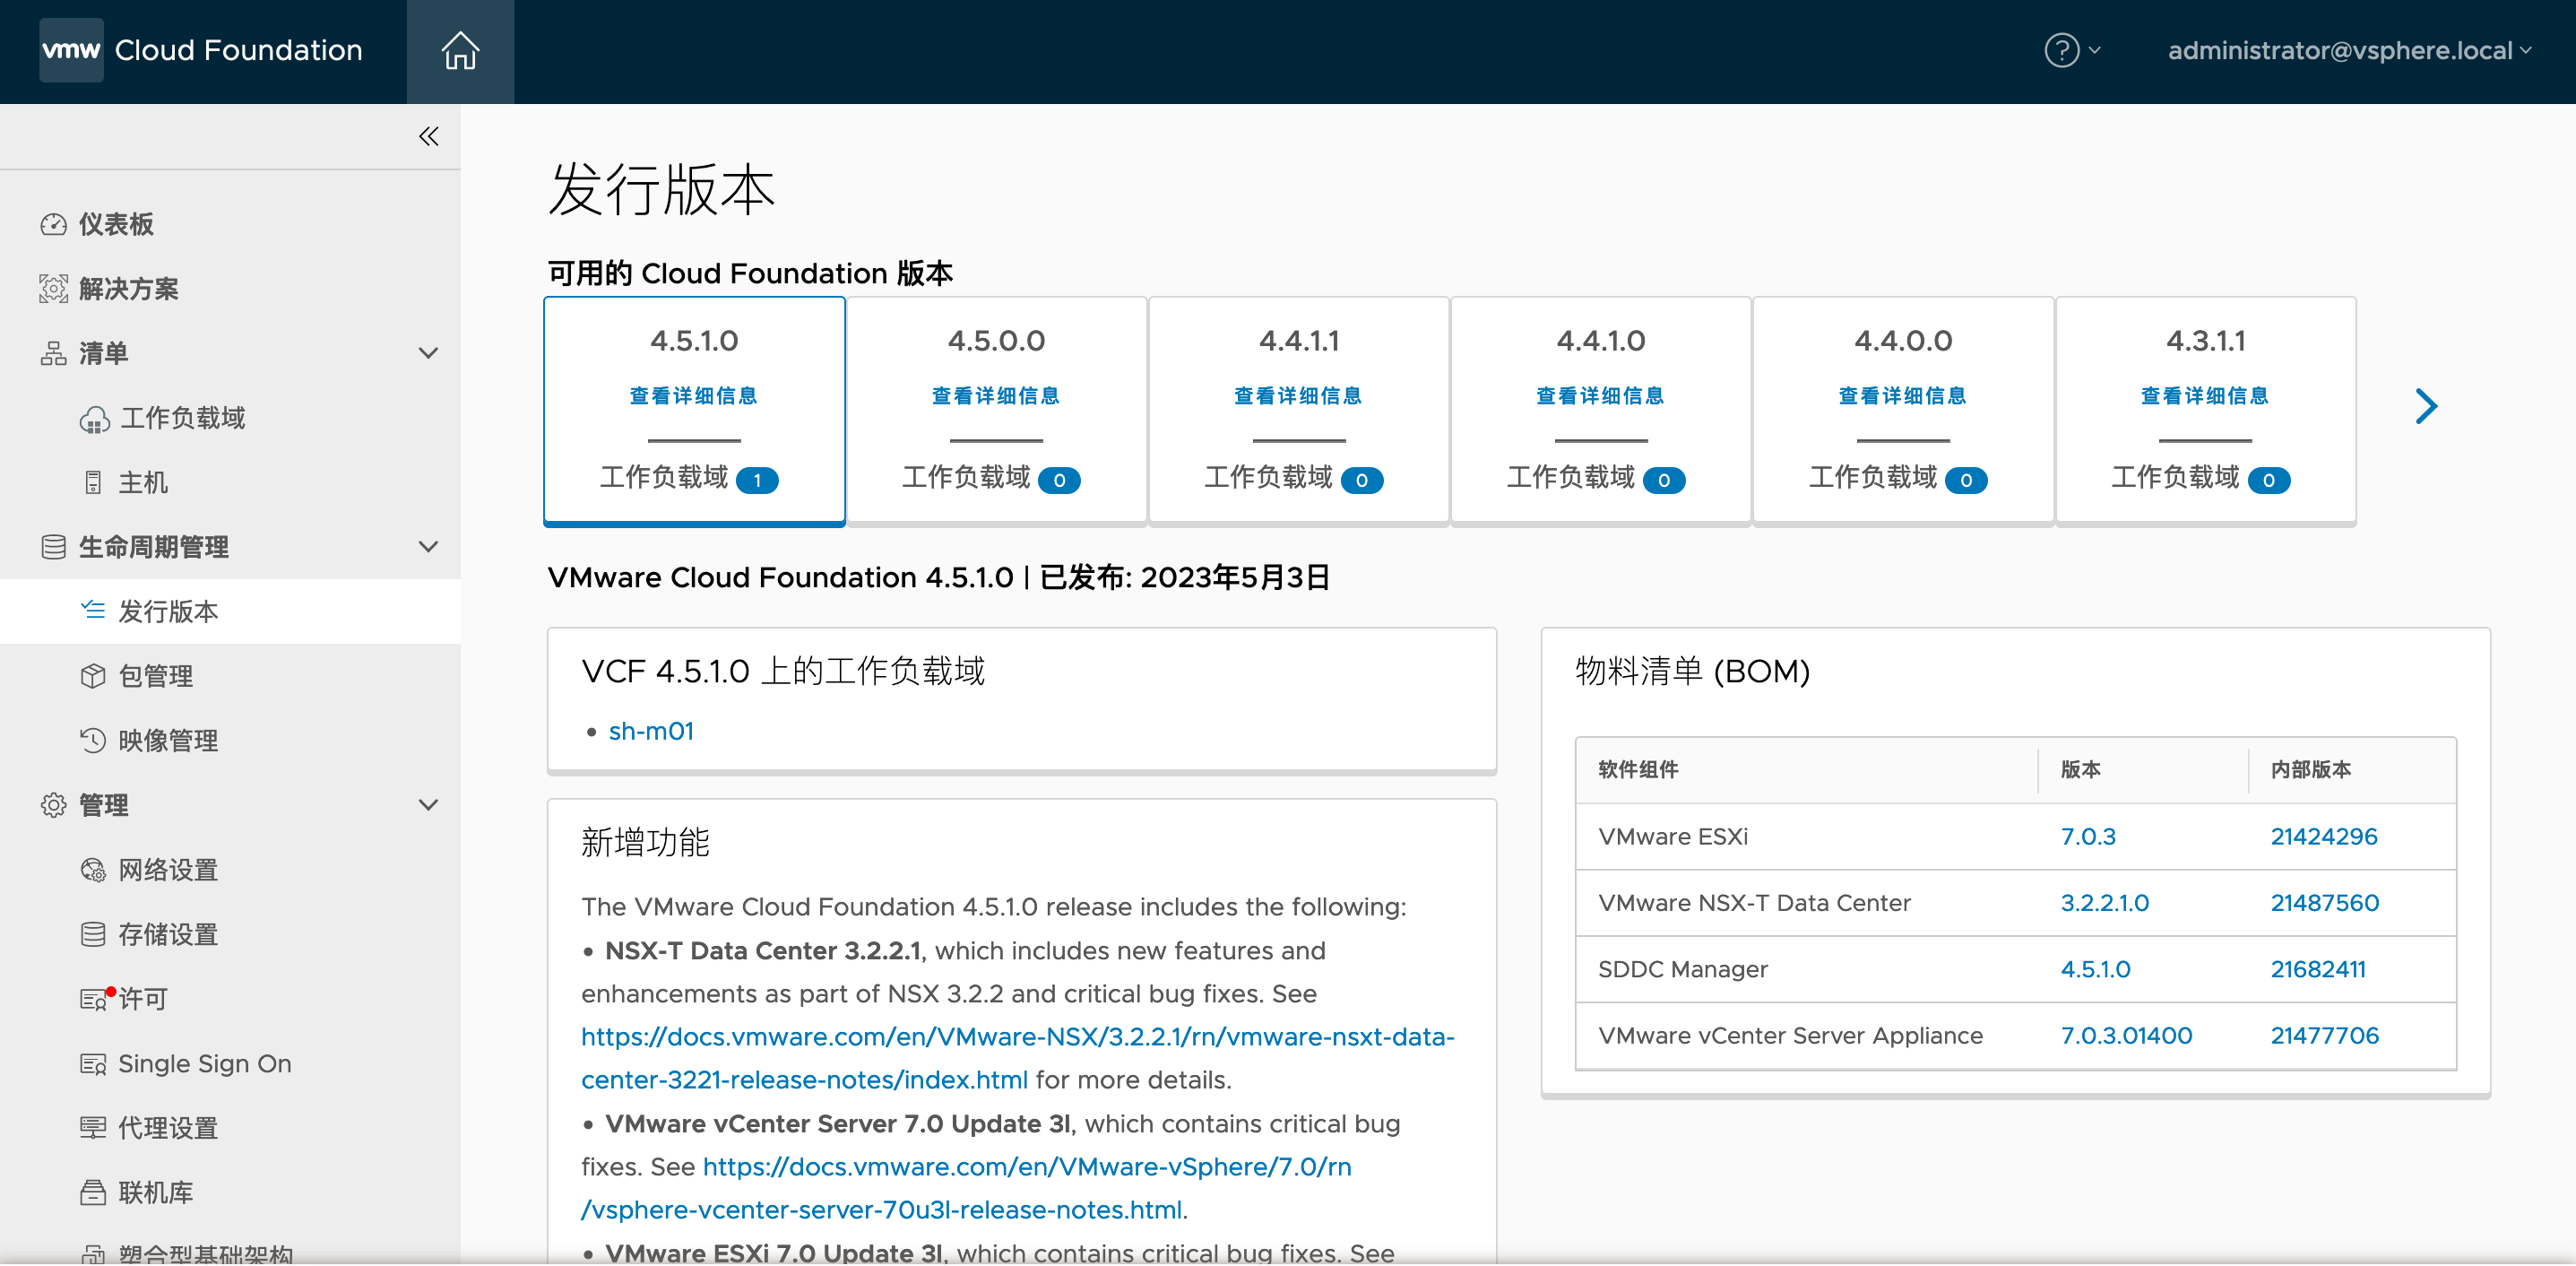 vmw Cloud Foundation
administrator@vsphere.local
仪表板
解决方案
清单
工作负载域
主机
生命周期管理
发行版本
包管理
映像管理
管理
网络设置
存储设置
许可
Single Sign On
代理设置
联机库
塑合型基础架构
发行版本
可用的 Cloud Foundation 版本
4.5.1.0
查看详细信息
工作负载域 1
4.5.0.0
查看详细信息
工作负载域 0
4.4.1.1
查看详细信息
工作负载域 0
4.4.1.0
查看详细信息
工作负载域 0
4.4.0.0
查看详细信息
工作负载域 0
4.3.1.1
查看详细信息
工作负载域 0
VMware Cloud Foundation 4.5.1.0 | 已发布: 2023年5月3日
VCF 4.5.1.0 上的工作负载域
• sh-m01
新增功能
The VMware Cloud Foundation 4.5.1.0 release includes the following:
• NSX-T Data Center 3.2.2.1, which includes new features and
enhancements as part of NSX 3.2.2 and critical bug fixes. See
https://docs.vmware.com/en/VMware-NSX/3.2.2.1/rn/vmware-nsxt-data-
center-3221-release-notes/index.html for more details.
• VMware vCenter Server 7.0 Update 3l, which contains critical bug
fixes. See https://docs.vmware.com/en/VMware-vSphere/7.0/rn
/vsphere-vcenter-server-70u3l-release-notes.html.
• VMware ESXi 7.0 Update 3l, which contains critical bug fixes. See
物料清单 (BOM)
软件组件 版本 内部版本
VMware ESXi 7.0.3 21424296
VMware NSX-T Data Center 3.2.2.1.0 21487560
SDDC Manager 4.5.1.0 21682411
VMware vCenter Server Appliance 7.0.3.01400 21477706